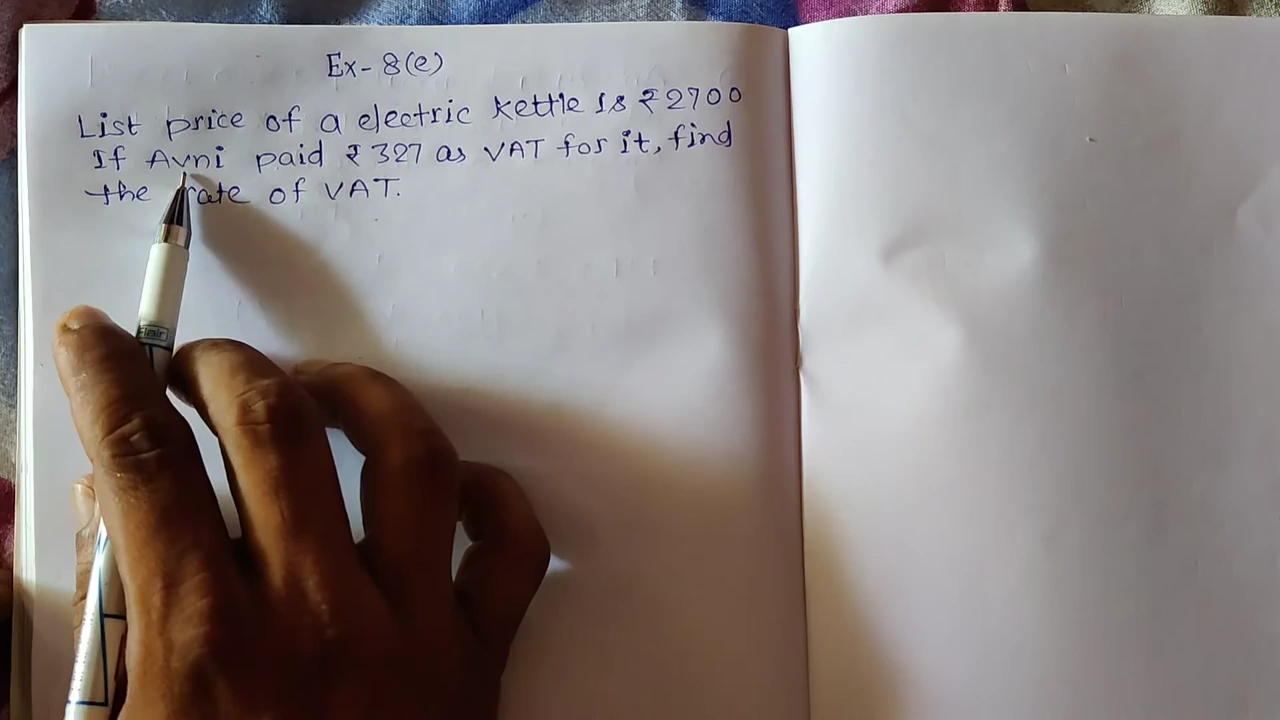 Ex-8(e)
List price of a electric kettle is ₹2700
If Avni paid ₹327 as VAT for it, find
the rate of VAT.
Flair